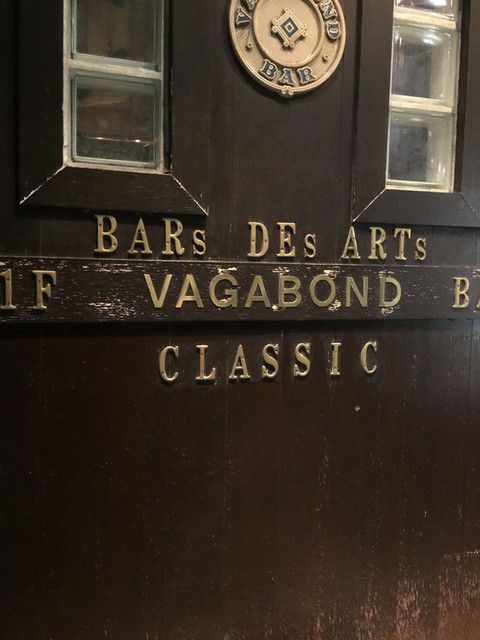 VAGABOND
BAR
BARs DEs ARTs
1F VAGABOND
CLASSIC